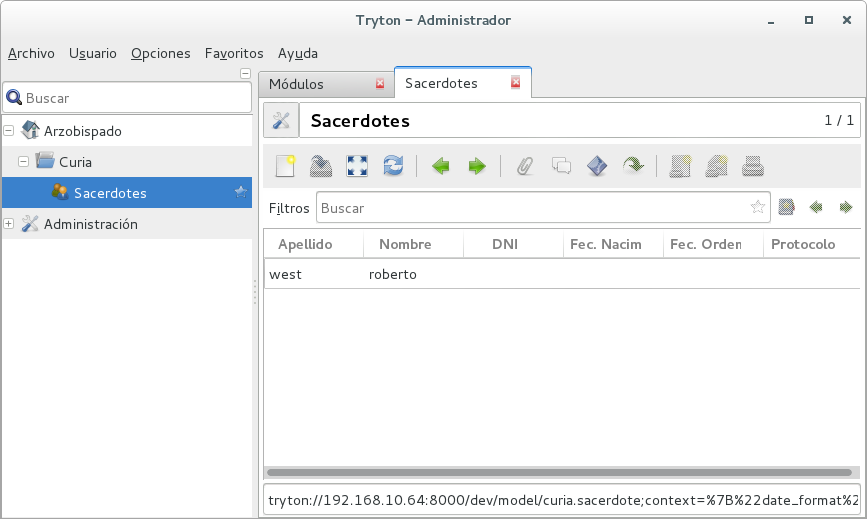 Tryton - Administrador
Archivo Usuario Opciones Favoritos Ayuda
Buscar
Arzobispado
Curia
Sacerdotes
Administración
Módulos Sacerdotes
Sacerdotes 1 / 1
Filtros Buscar
Apellido Nombre DNI Fec. Nacim Fec. Orden Protocolo
west roberto
tryton://192.168.10.64:8000/dev/model/curia.sacerdote;context=%7B%22date_format%2